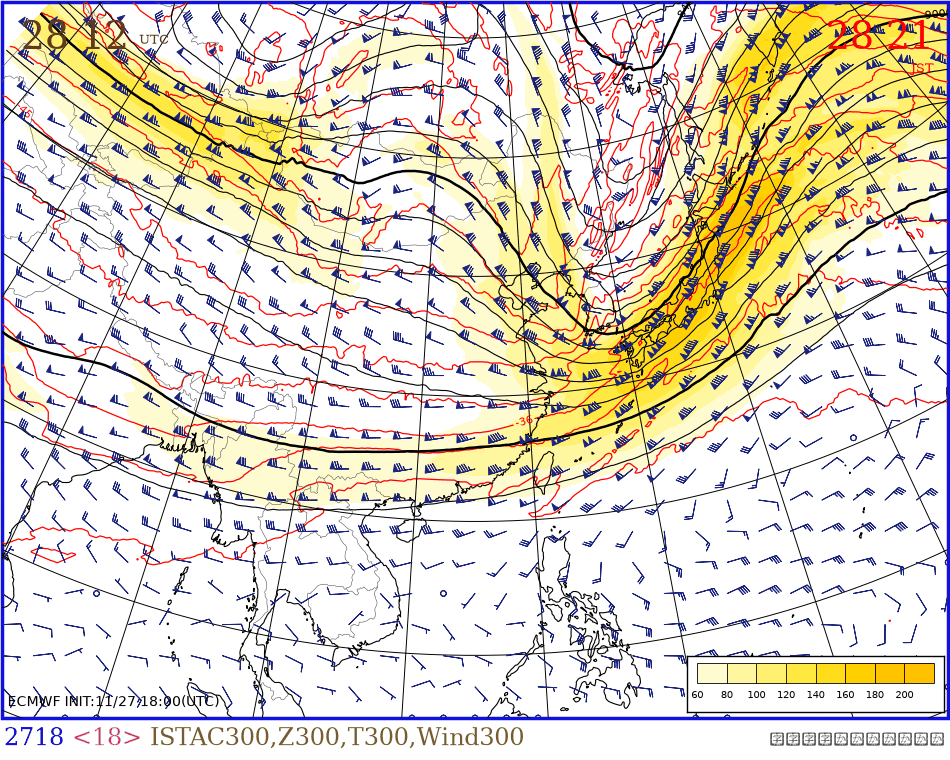 28 12 UTC
28 21
JST
-36
60 80 100 120 140 160 180 200
ECMWF INIT:11/27/18:00(UTC)
2718 <18> ISTAC300,Z300,T300,Wind300